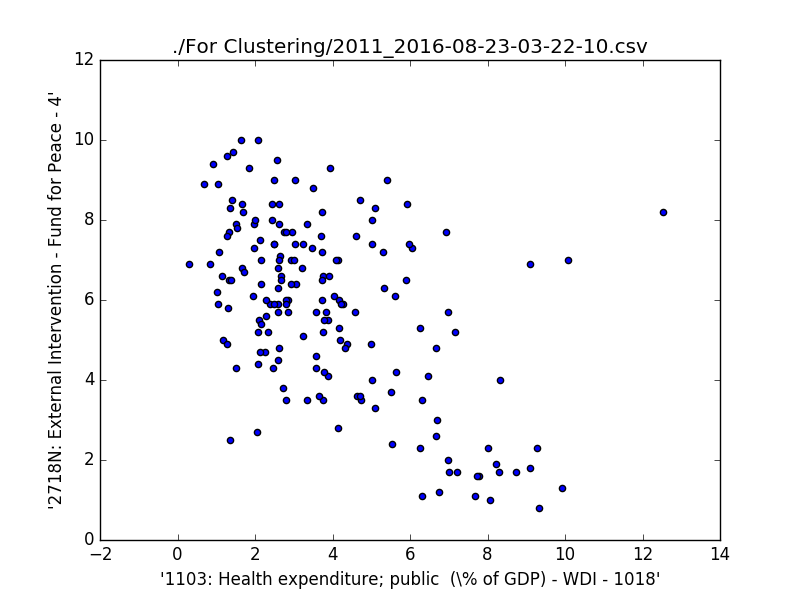 ./For Clustering/2011_2016-08-23-03-22-10.csv
12
10
8
6
4
2
0
'2718N: External Intervention - Fund for Peace - 4'
−2 0 2 4 6 8 10 12 14
'1103: Health expenditure; public  (\% of GDP) - WDI - 1018'